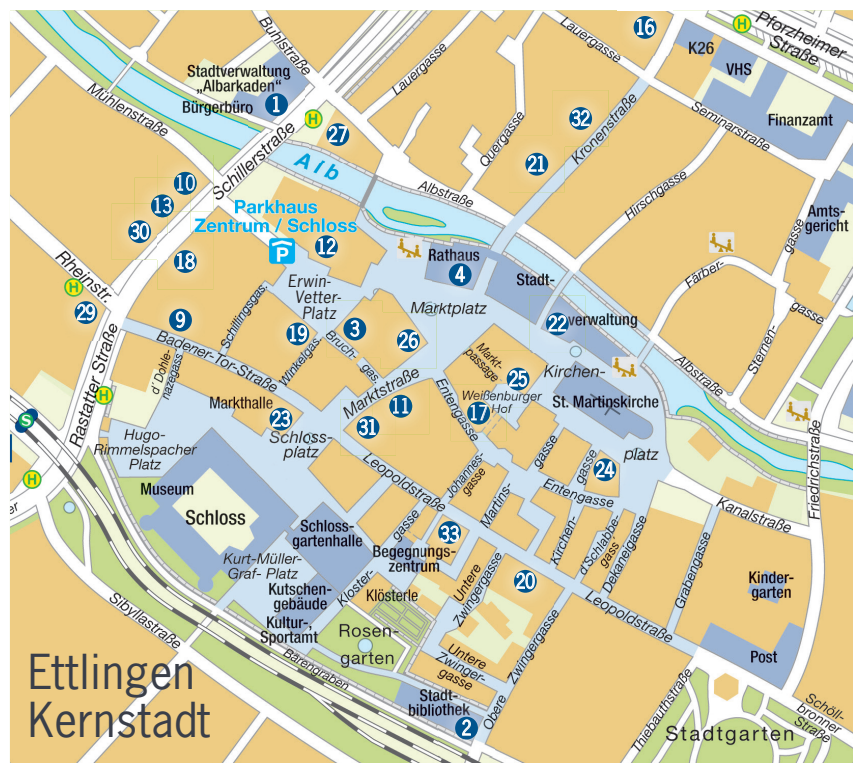 16
Pforzheimer
Straße
H
Lauergasse
K26
VHS
Buhlstraße
Stadtverwaltung
„Albarkaden"
Bürgerbüro
1
Mühlenstraße
Lauergasse
Quergasse
32
Kronenstraße
Seminarstraße
Finanzamt
H
27
Schillerstraße
Alb
21
Albstraße
Hirschgasse
10
13
30
Parkhaus
Zentrum / Schloss
P
12
Amts-
gericht
18
Rathaus
4
Stadt-
verwaltung
22
Färber-
gasse
Rheinstr.
H
29
Erwin-
Vetter-
Platz
Marktplatz
Schillingsgas.
9
19
3
26
Badener-Tor-Straße
Winkelgas.
Bruch-
gas.
Markt-
passage
25
Kirchen-
platz
Sternen-
gasse
Albstraße
Rastatter Straße
d' Dohle-
nazegass
Marktstraße
Entengasse
Weißenburger
Hof
17
St. Martinskirche
H
Markthalle
23
11
31
Schloss-
platz
S
Hugo-
Rimmelspacher
Platz
Leopoldstraße
Johannes-
gasse
Martins-
gasse
24
Entengasse
Friedrichstraße
H
Museum
Schloss
Schloss-
gartenhalle
Kirchen-
gasse
d'Schlabbe-
gass
Dekaneigasse
Kanalstraße
33
Begegnungs-
zentrum
Kurt-Müller-
Graf- Platz
Kloster-
gasse
Klösterle
Untere
Zwingergasse
20
Grabengasse
Kinder-
garten
Kutschen-
gebäude
Kultur-,
Sportamt
Rosen-
garten
Leopoldstraße
Sibyllastraße
Bärengraben
Untere
Zwinger-
gasse
Obere
Zwingergasse
Post
Ettlingen
Kernstadt
Stadt-
bibliothek
2
Thiebauthstraße
Stadtgarten
Schöll-
bronner
Straße